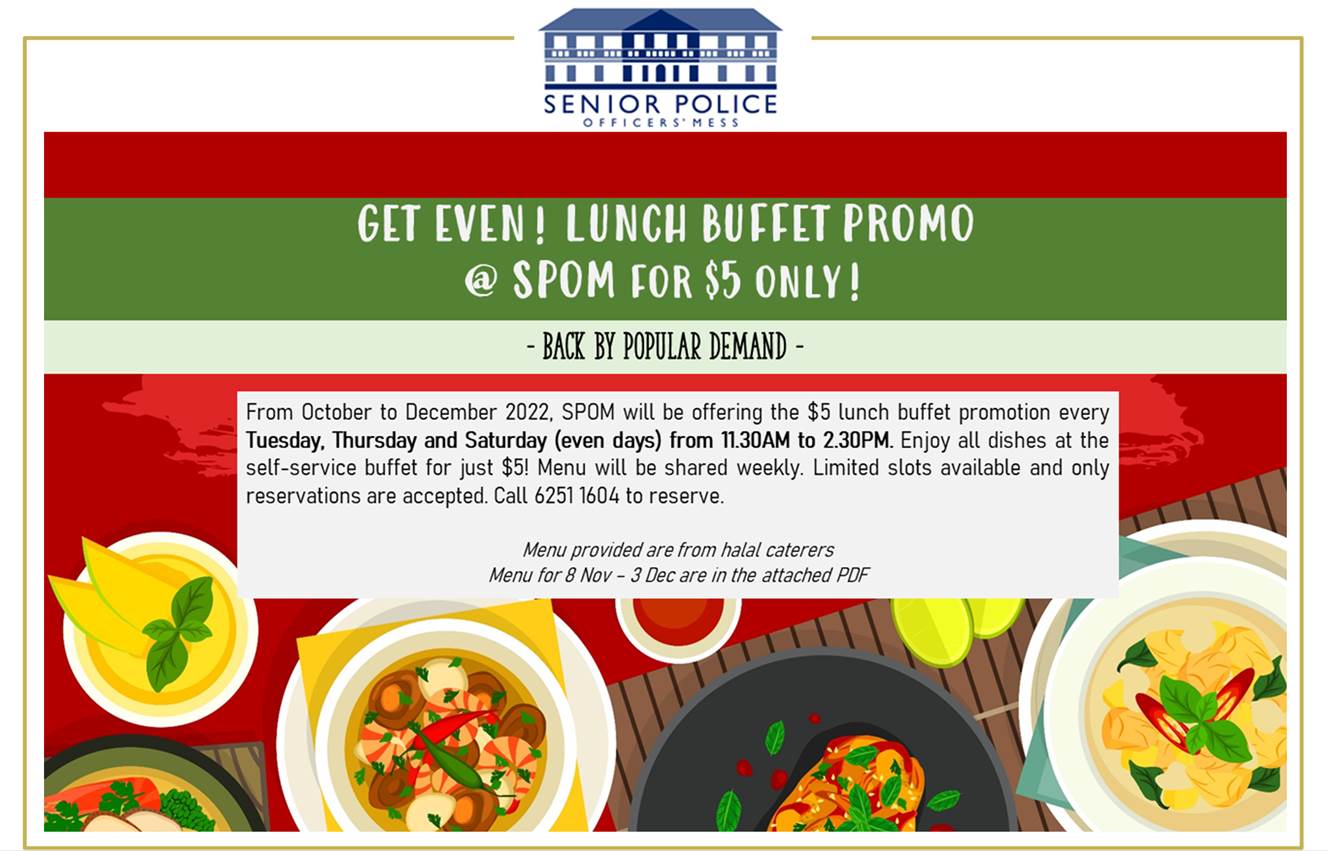 SENIOR POLICE
OFFICERS' MESS
GET EVEN! LUNCH BUFFET PROMO
@ SPOM FOR $5 ONLY!
- BACK BY POPULAR DEMAND -
From October to December 2022, SPOM will be offering the $5 lunch buffet promotion every
Tuesday, Thursday and Saturday (even days) from 11.30AM to 2.30PM. Enjoy all dishes at the
self-service buffet for just $5! Menu will be shared weekly. Limited slots available and only
reservations are accepted. Call 6251 1604 to reserve.
Menu provided are from halal caterers
Menu for 8 Nov – 3 Dec are in the attached PDF